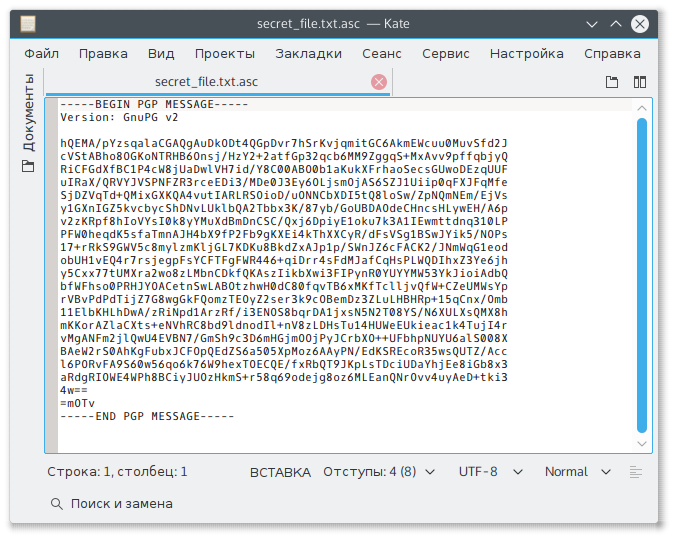 secret_file.txt.asc — Kate
Файл Правка Вид Проекты Закладки Сеанс Сервис Настройка Справка
Документы
secret_file.txt.asc
-----BEGIN PGP MESSAGE-----
Version: GnuPG v2
hQEMA/pYzsqalaCGAQgAuDkODt4QGpDvr7hSrKvjqmitGC6AkmEWcuu0MuvSfd2J
cVStABho8OGKoNTRHB6Onsj/HzY2+2atfGp32qcb6MM9ZggqS+MxAvv9pffqbjyQ
RiCFGdXfBC1P4cW8jUaDwlVH7id/Y8C00ABO0b1aKukXFrhaoSecsGUwoDEzqUUF
uIRaX/QRVYJVSPNFZR3rceEDi3/MDe0J3Ey6OLjsmOjAS6SZJ1Uiip0qFXJFqMfe
SjDZVqTd+QMixGXKQA4vutIARLRSOioD/uONNCbXDI5tQ8loSw/ZpNQmNEm/EjVs
y1GXnIGZ5kvcbycShDNvLUklbQA2Tbbx3K/87yb/GoUBDAOdeCHncsHLywEH/A6p
v2zKRpf8hIoVYsI0k8yYMuXdBmDnCSC/Qxj6DpiyE1oku7k3A1IEwmttdnq310LP
PFW0heqdK5sfaTmnAJH4bX9fP2Fb9gKXEi4kThXXCyR/dFsVSg1BSwJYik5/NOPs
17+rRkS9GWV5c8mylzmKljGL7KDKu8BkdZxAJp1p/SWnJZ6cFACK2/JNmWqG1eod
obUH1vEQ4r7rsjegpFsYCFTFgFWR446+qiDrr4sFdMJafCqHsPLWQDIhxZ3Ye6jh
y5Cxx77tUMXra2wo8zLMbnCDkfQKAszIikbXwi3FIPynR0YUYYMW53YkJioiAdbQ
bfWFhso0PRHJYOACetnSwLABOtzhwH0dC80fqvTB6xMKfTclljvQfW+CZeUMWsYp
rVBvPdPdTijZ7G8wgGkFQomzTEOyZ2ser3k9cOBemDz3ZLuLHBHRp+15qCnx/Omb
11ElbKHLhDwA/zRiNpd1ArzRf/i3ENOS8bqrDA1jxsN5N2T08YS/N6XULXsQMX8h
mKKorAZlaCXts+eNVhRC8bd9ldnodIl+nV8zLDHsTu14HUWeEUkieac1k4TujI4r
vMgANFm2jlQwU4EVBN7/GmSh9c3D6mHGjmOOjPyJCrbXO++UFbhpNUYU6alS008X
BAeW2rS0AhKgFubxJCFOpQEdZS6a505XpMoz6AAyPN/EdKSREcoR35wsQUTZ/Acc
l6PORvFA9S60w56qo6k76W9hexTOECQE/fxRbQT9JKpLsTDciUDaYhjEe8iGb8x3
aRdgRIOWE4WPh8BCiyJUOzHkmS+r58q69odejg8oz6MLEanQNrOvv4uyAeD+tki3
4w==
=mOTv
-----END PGP MESSAGE-----
Строка: 1, столбец: 1 ВСТАВКА Отступы: 4 (8) UTF-8 Normal
Поиск и замена